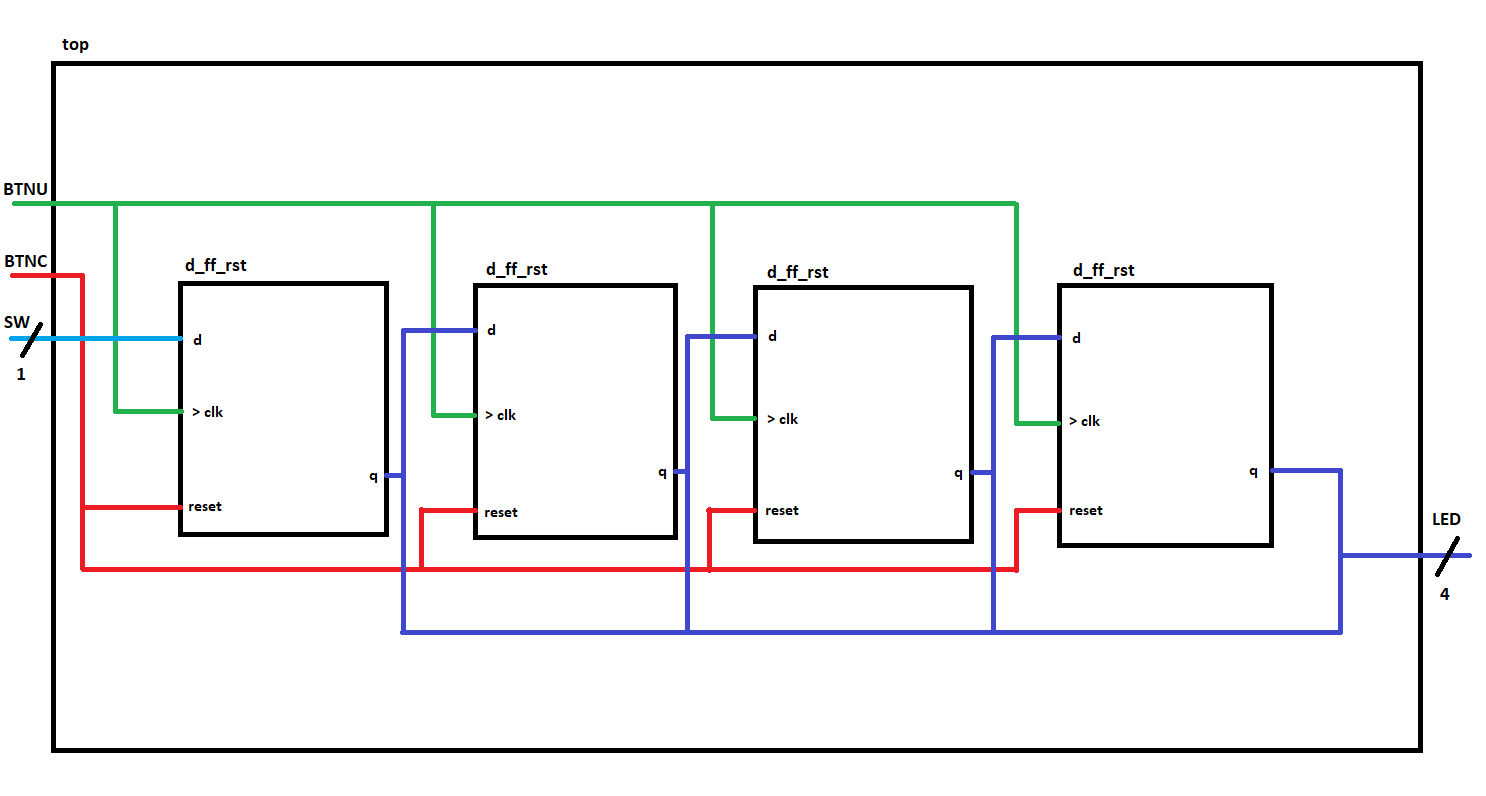 top
BTNU
BTNC
SW
1
d_ff_rst
d
> clk
q
reset
d_ff_rst
d
> clk
q
reset
d_ff_rst
d
> clk
q
reset
d_ff_rst
d
> clk
q
reset
LED
4